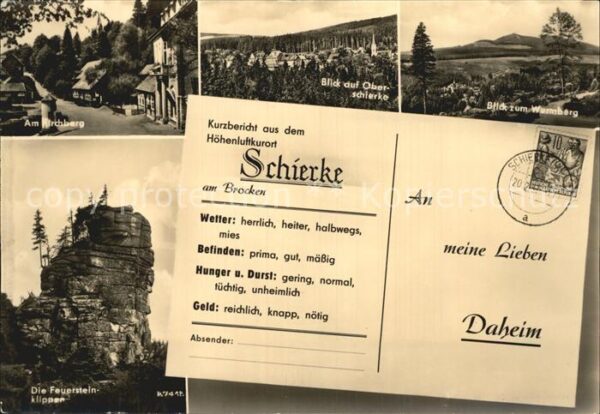 Am Kirchberg
Blick auf Ober-
schierke
Blick zum Wurmberg
Kurzbericht aus dem
Höhenluftkurort
Schierke
am Brocken
Wetter: herrlich, heiter, halbwegs,
mies
Befinden: prima, gut, mäßig
Hunger u. Durst: gering, normal,
tüchtig, unheimlich
Geld: reichlich, knapp, nötig
Absender:
An
meine Lieben
Daheim
10
a
Die Feuerstein-
klippen